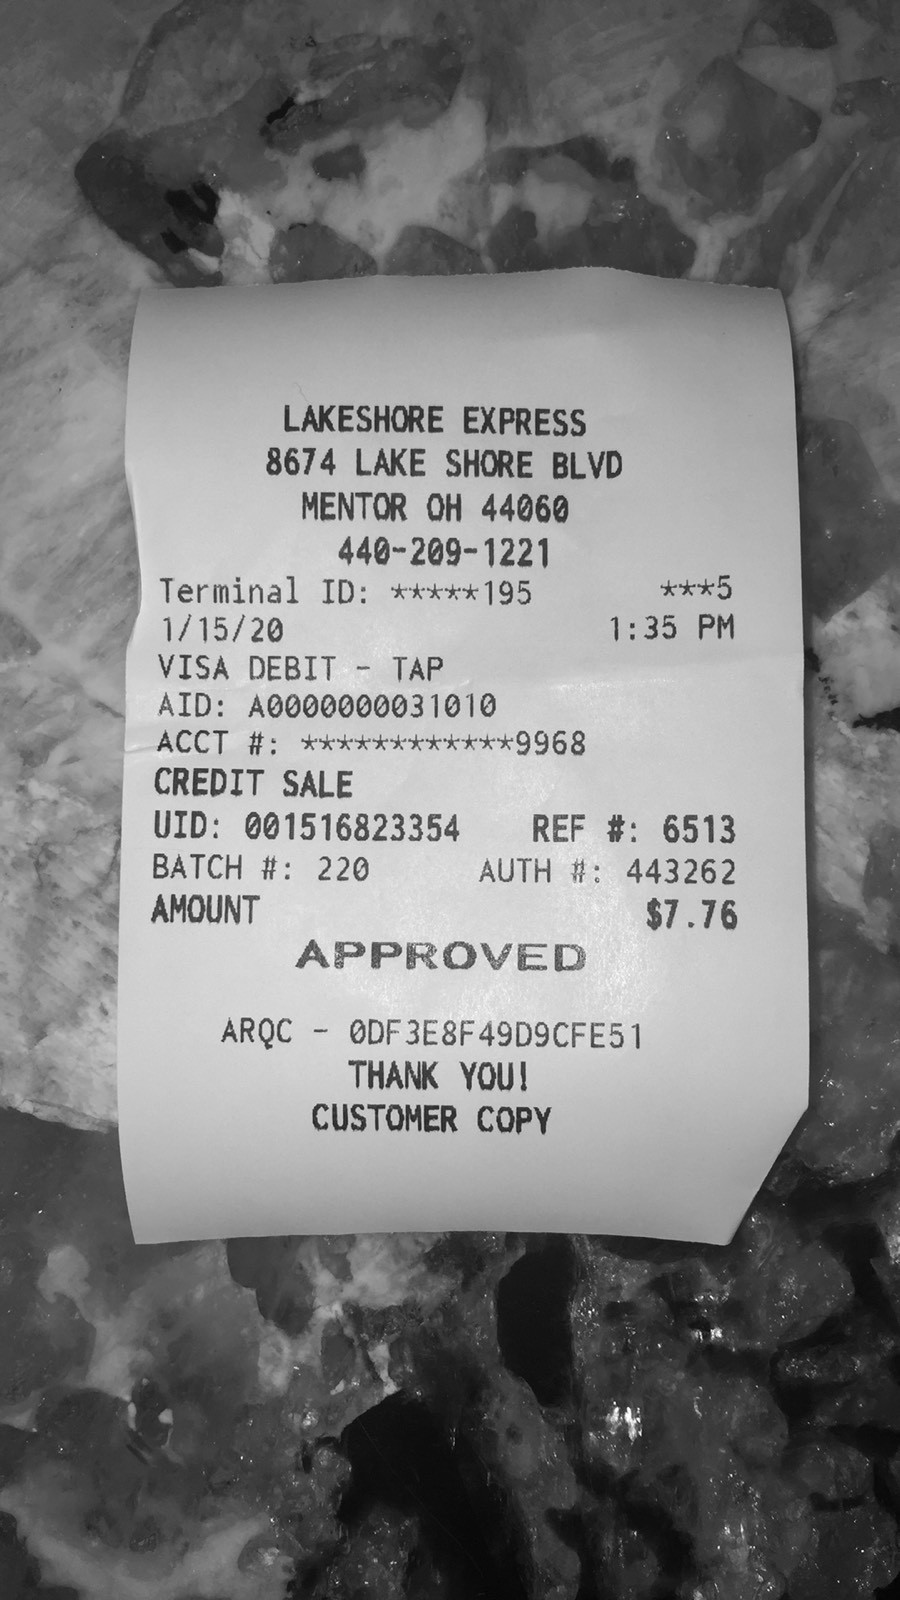 LAKESHORE EXPRESS
8674 LAKE SHORE BLVD
MENTOR OH 44060
440-209-1221
Terminal ID: *****195 ***5
1/15/20 1:35 PM
VISA DEBIT - TAP
AID: A0000000031010
ACCT #: ************9968
CREDIT SALE
UID: 001516823354 REF #: 6513
BATCH #: 220 AUTH #: 443262
AMOUNT $7.76
APPROVED
ARQC - 0DF3E8F49D9CFE51
THANK YOU!
CUSTOMER COPY